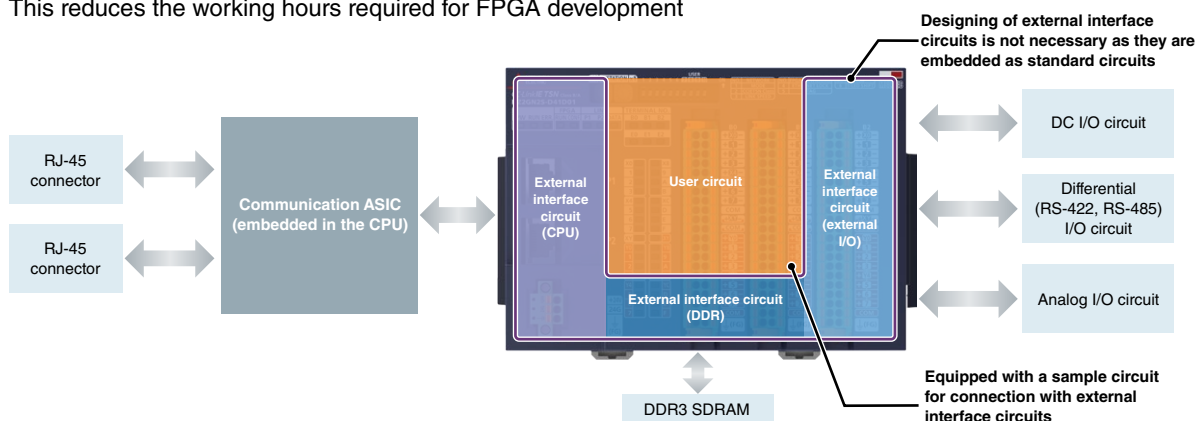 This reduces the working hours required for FPGA development
Designing of external interface
circuits is not necessary as they are
embedded as standard circuits
RJ-45
connector
RJ-45
connector
Communication ASIC
(embedded in the CPU)
External
interface
circuit
(CPU)
User circuit
External
interface
circuit
(external
I/O)
External interface circuit
(DDR)
DC I/O circuit
Differential
(RS-422, RS-485)
I/O circuit
Analog I/O circuit
DDR3 SDRAM
Equipped with a sample circuit
for connection with external
interface circuits